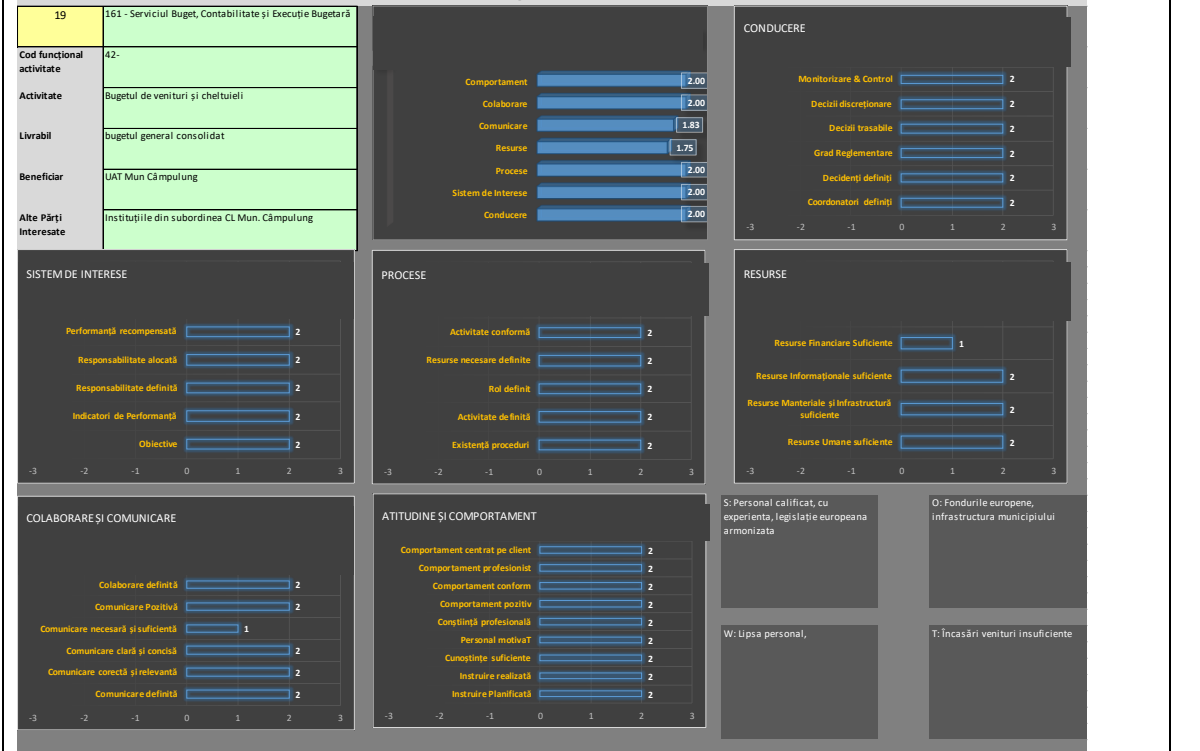 19
161 - Serviciul Buget, Contabilitate și Execuție Bugetară
Cod funcțional
activitate
42-
Activitate
Bugetul de venituri și cheltuieli
Livrabil
bugetul general consolidat
Beneficiar
UAT Mun Câmpulung
Alte Părți
Interesate
Instituțiile din subordinea CL Mun. Câmpulung
Comportament 2.00
Colaborare 2.00
Comunicare 1.83
Resurse 1.75
Procese 2.00
Sistem de Interese 2.00
Conducere 2.00
CONDUCERE
Monitorizare & Control 2
Decizii discreționare 2
Decizii trasabile 2
Grad Reglementare 2
Decidenți definiți 2
Coordonatori definiți 2
-3 -2 -1 0 1 2 3
SISTEM DE INTERESE
Performanță recompensată 2
Responsabilitate alocată 2
Responsabilitate definită 2
Indicatori de Performanță 2
Obiective 2
-3 -2 -1 0 1 2 3
PROCESE
Activitate conformă 2
Resurse necesare definite 2
Rol definit 2
Activitate definită 2
Existență proceduri 2
-3 -2 -1 0 1 2 3
RESURSE
Resurse Financiare Suficiente 1
Resurse Informaționale suficiente 2
Resurse Manteriale și Infrastructură
suficiente 2
Resurse Umane suficiente 2
-3 -2 -1 0 1 2 3
COLABORARE ȘI COMUNICARE
Colaborare definită 2
Comunicare Pozitivă 2
Comunicare necesară și suficientă 1
Comunicare clară și concisă 2
Comunicare corectă și relevantă 2
Comunicare definită 2
-3 -2 -1 0 1 2 3
ATITUDINE ȘI COMPORTAMENT
Comportament centrat pe client 2
Comportament profesionist 2
Comportament conform 2
Comportament pozitiv 2
Conștiință profesională 2
Personal motivaT 2
Cunoștințe suficiente 2
Instruire realizată 2
Instruire Planificată 2
-3 -2 -1 0 1 2 3
S: Personal calificat, cu
experienta, legislație europeana
armonizata
O: Fondurile europene,
infrastructura municipiului
W: Lipsa personal,
T: Încasări venituri insuficiente